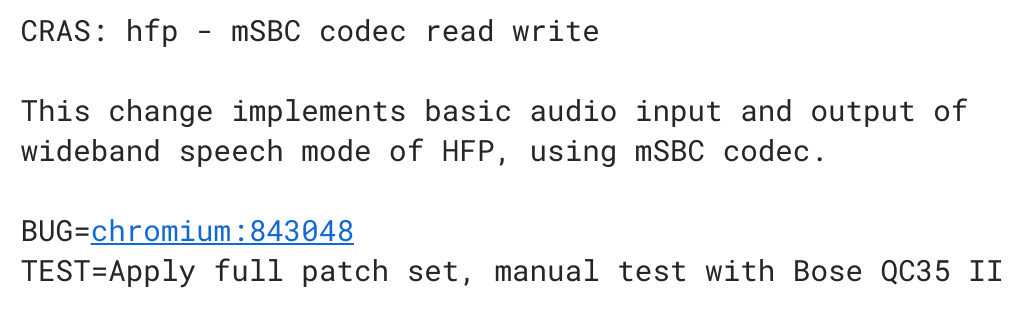 CRAS: hfp - mSBC codec read write
This change implements basic audio input and output of
wideband speech mode of HFP, using mSBC codec.
BUG=chromium:843048
TEST=Apply full patch set, manual test with Bose QC35 II